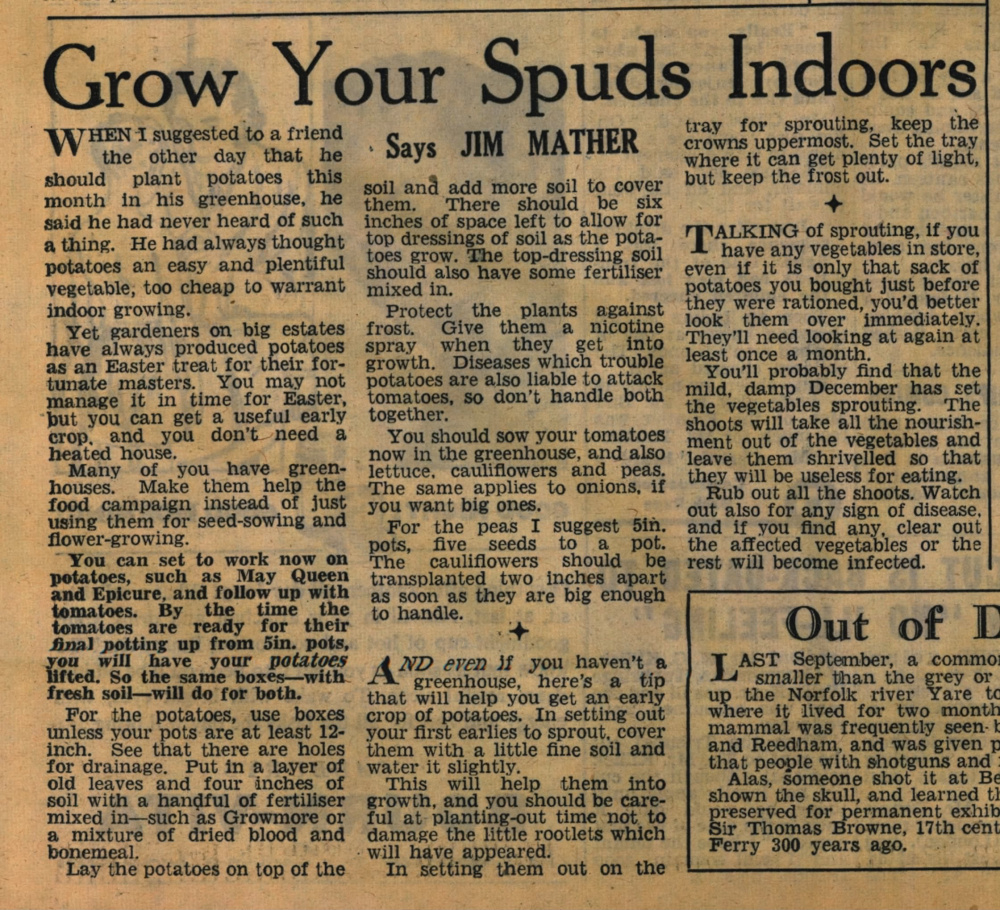 Grow Your Spuds Indoors
Says JIM MATHER
WHEN I suggested to a friend
the other day that he
should plant potatoes this
month in his greenhouse, he
said he had never heard of such
a thing. He had always thought
potatoes an easy and plentiful
vegetable, too cheap to warrant
indoor growing.
Yet gardeners on big estates
have always produced potatoes
as an Easter treat for their for-
tunate masters. You may not
manage it in time for Easter,
but you can get a useful early
crop, and you don't need a
heated house.
Many of you have green-
houses. Make them help the
food campaign instead of just
using them for seed-sowing and
flower-growing.
You can set to work now on
potatoes, such as May Queen
and Epicure, and follow up with
tomatoes. By the time the
tomatoes are ready for their
final potting up from 5in. pots,
you will have your potatoes
lifted. So the same boxes—with
fresh soil—will do for both.
For the potatoes, use boxes
unless your pots are at least 12-
inch. See that there are holes
for drainage. Put in a layer of
old leaves and four inches of
soil with a handful of fertiliser
mixed in—such as Growmore or
a mixture of dried blood and
bonemeal.
Lay the potatoes on top of the
soil and add more soil to cover
them. There should be six
inches of space left to allow for
top dressings of soil as the pota-
toes grow. The top-dressing soil
should also have some fertiliser
mixed in.
Protect the plants against
frost. Give them a nicotine
spray when they get into
growth. Diseases which trouble
potatoes are also liable to attack
tomatoes, so don't handle both
together.
You should sow your tomatoes
now in the greenhouse, and also
lettuce, cauliflowers and peas.
The same applies to onions, if
you want big ones.
For the peas I suggest 5in.
pots, five seeds to a pot.
The cauliflowers should be
transplanted two inches apart
as soon as they are big enough
to handle.
AND even if you haven't a
greenhouse, here's a tip
that will help you get an early
crop of potatoes. In setting out
your first earlies to sprout, cover
them with a little fine soil and
water it slightly.
This will help them into
growth, and you should be care-
ful at planting-out time not to
damage the little rootlets which
will have appeared.
In setting them out on the
tray for sprouting, keep the
crowns uppermost. Set the tray
where it can get plenty of light,
but keep the frost out.
TALKING of sprouting, if you
have any vegetables in store,
even if it is only that sack of
potatoes you bought just before
they were rationed, you'd better
look them over immediately.
They'll need looking at again at
least once a month.
You'll probably find that the
mild, damp December has set
the vegetables sprouting. The
shoots will take all the nourish-
ment out of the vegetables and
leave them shrivelled so that
they will be useless for eating.
Rub out all the shoots. Watch
out also for any sign of disease,
and if you find any, clear out
the affected vegetables or the
rest will become infected.
Out of
LAST September, a common
smaller than the grey or
up the Norfolk river Yare to
where it lived for two month
mammal was frequently seen
and Reedham, and was given
that people with shotguns and
Alas, someone shot it at Be
shown the skull, and learned th
preserved for permanent exhib
Sir Thomas Browne, 17th cent
Ferry 300 years ago.